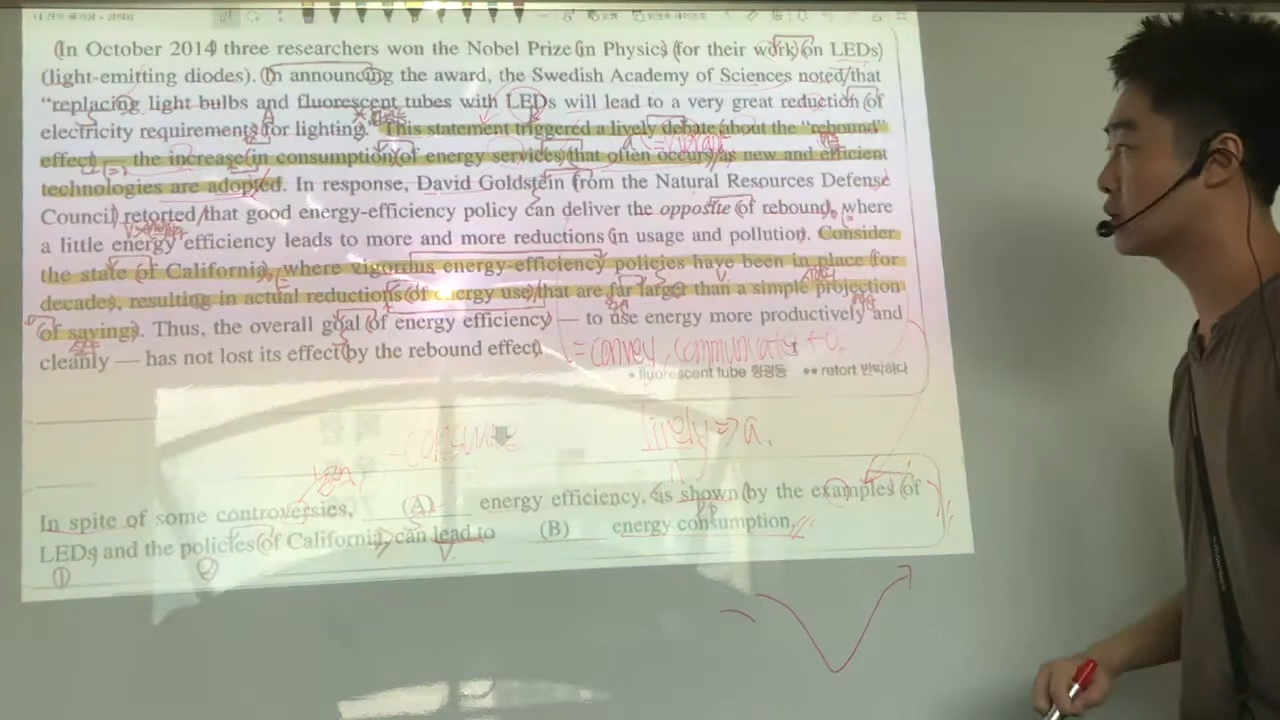 (In October 2014) three researchers won the Nobel Prize (in Physics) (for their work) (on LEDs)
(light-emitting diodes). (In announcing the award, the Swedish Academy of Sciences noted/that
"replacing light bulbs and fluorescent tubes with LEDs will lead to a very great reduction (of
electricity requirements (for lighting)." This statement triggered a lively debate (about the "rebound"
effect) — the increase (in consumption) (of energy services) (that often occurs) as new and efficient
technologies are adopted. In response, David Goldstein (from the Natural Resources Defense
Council) retorted/that good energy-efficiency policy can deliver the opposite (of rebound), where
a little energy efficiency leads to more and more reductions (in usage and pollution). Consider
the state (of California), where vigorous energy-efficiency policies have been in place (for
decades), resulting in actual reductions (of energy use) (that are far larger than a simple projection
(of saving). Thus, the overall goal (of energy efficiency) — to use energy more productively and
cleanly — has not lost its effect (by the rebound effect).
= convey, communicate + O.
* fluorescent tube 형광등 ** retort 반박하다
lively => a.
In spite of some controversies, (A) energy efficiency, as shown (by the examples (of
LEDs and the policies (of California), can lead to (B) energy consumption.
① ②